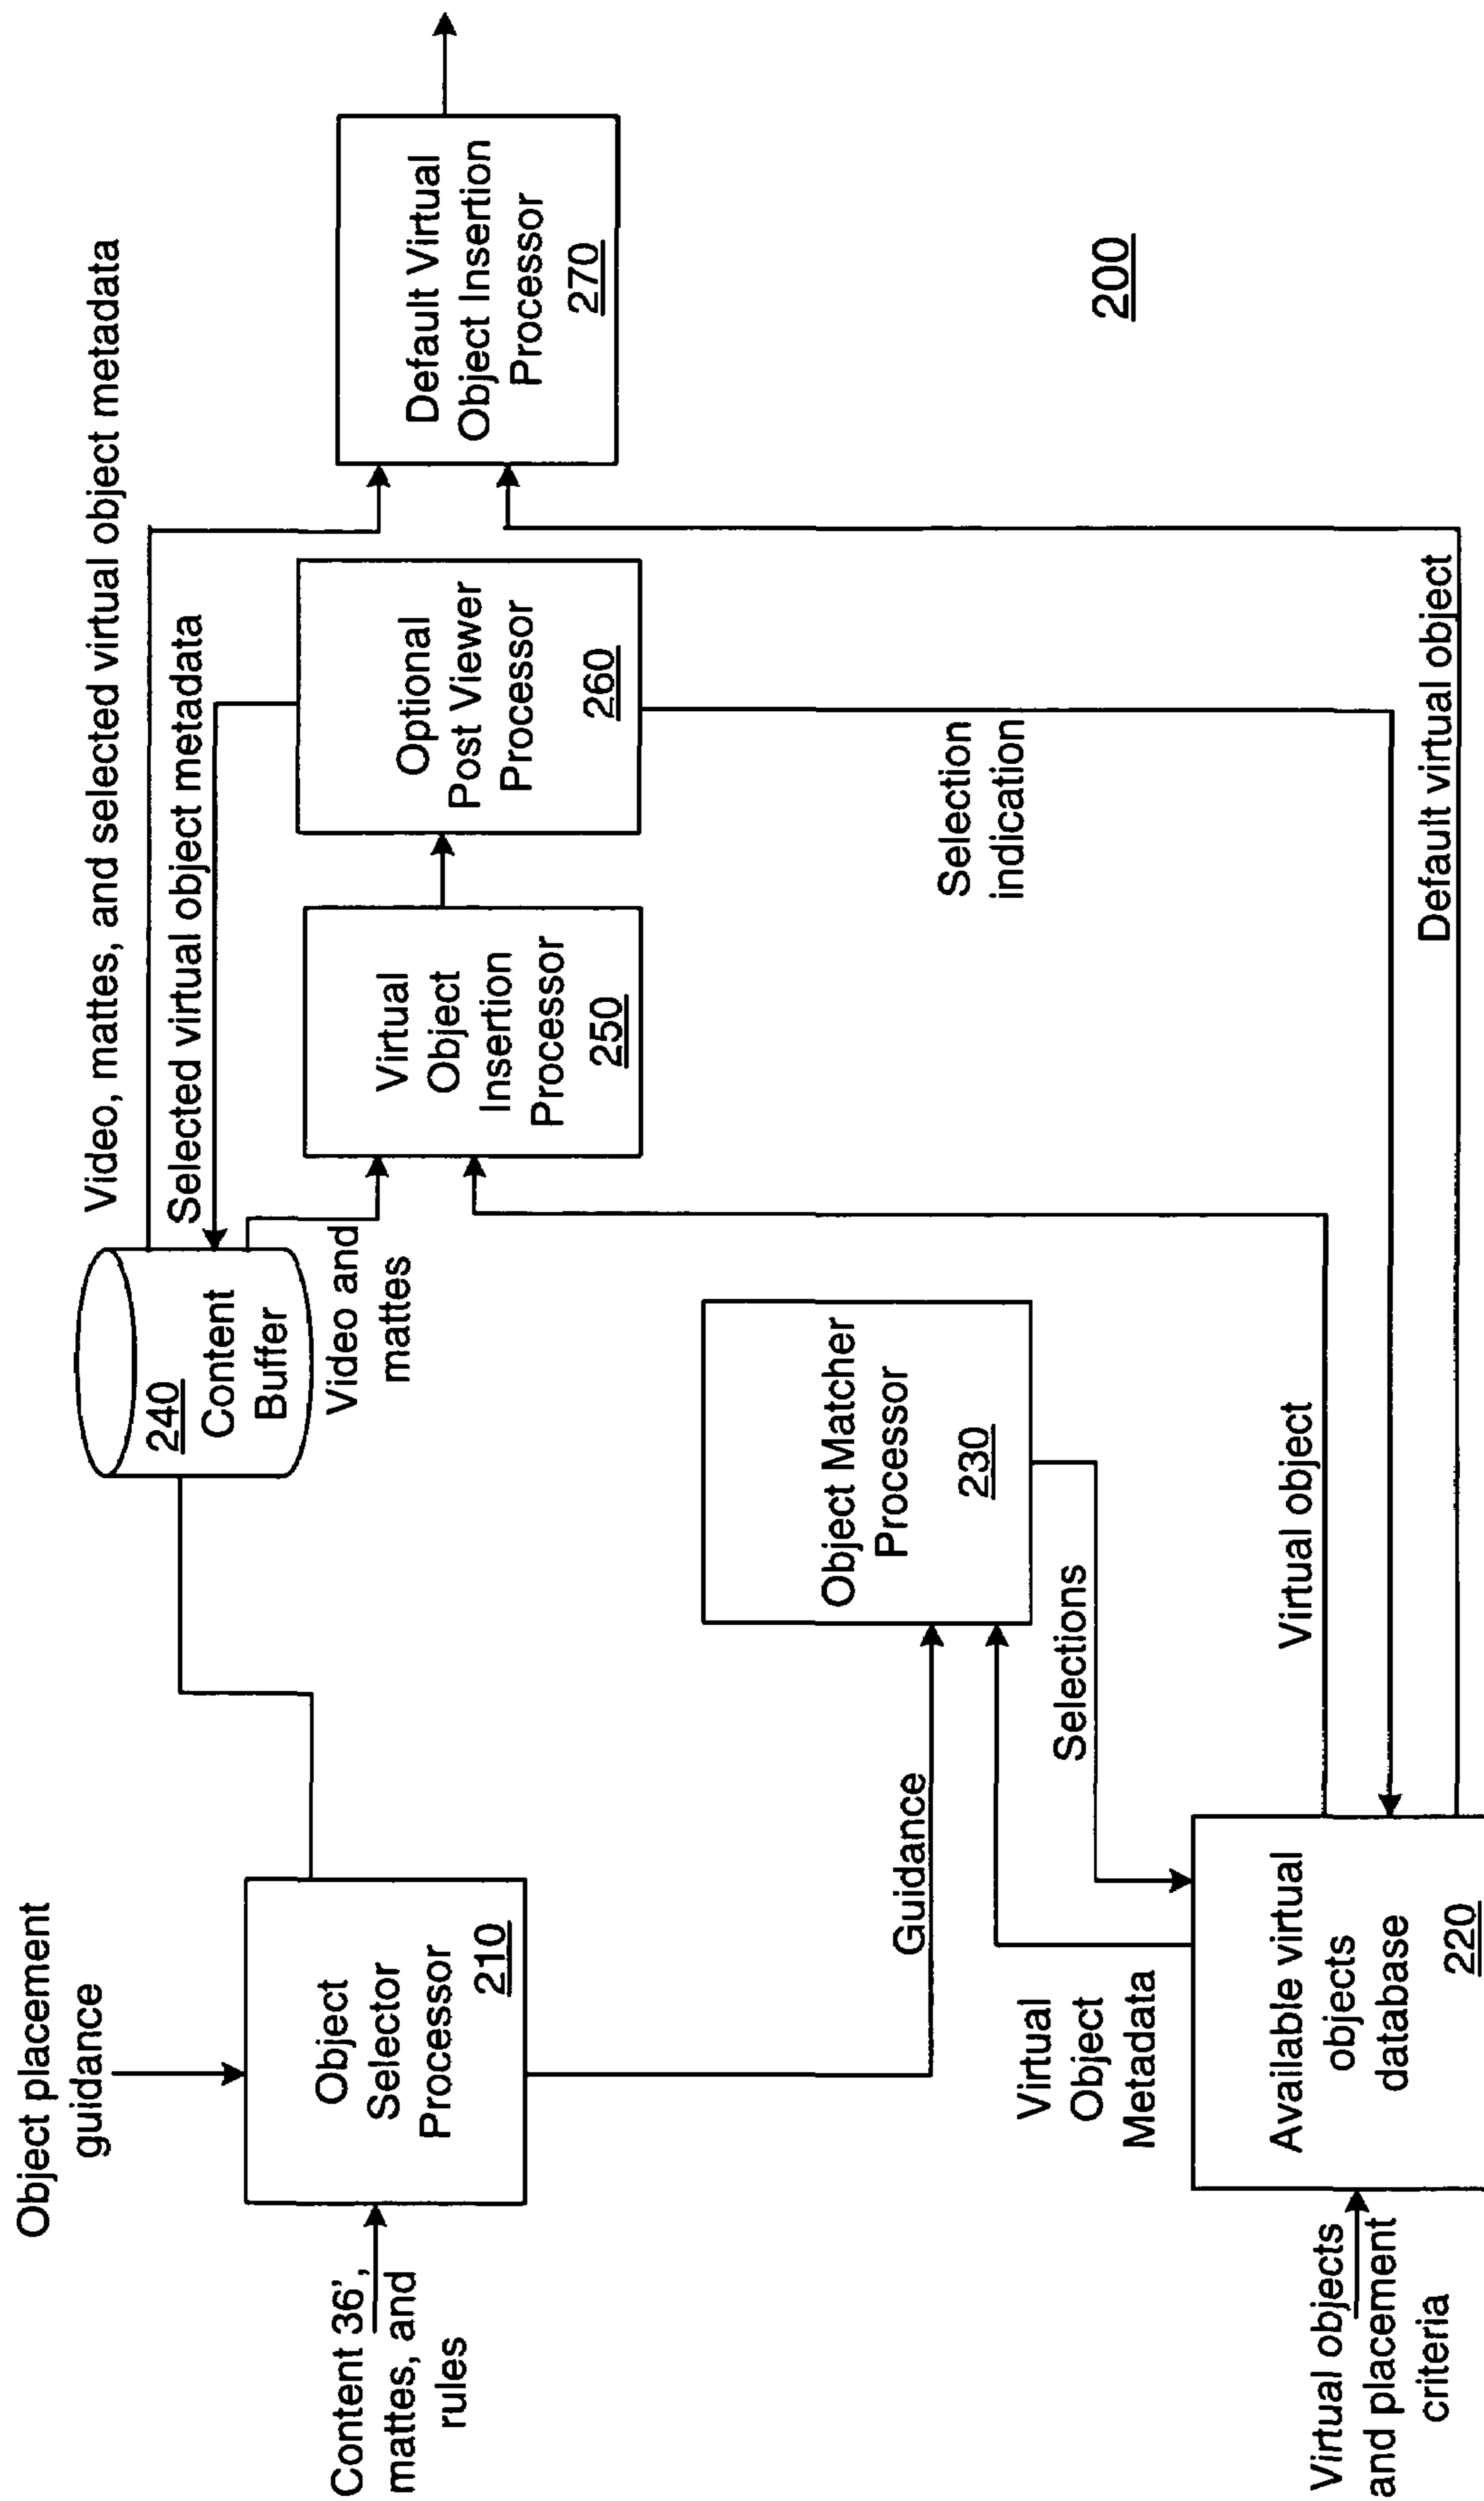 Object placement
guidance
Content 36',
mattes, and
rules
Object
Selector
Processor
210
Virtual objects
and placement
criteria
Available virtual
objects
database
220
Virtual
Object
Metadata
Guidance
Selections
Object Matcher
Processor
230
240
Content
Buffer
Video and
mattes
Virtual object
Video, mattes, and selected virtual object metadata
Selected virtual object metadata
Virtual
Object
Insertion
Processor
250
Optional
Post Viewer
Processor
260
Selection
indication
Default virtual object
Default Virtual
Object Insertion
Processor
270
200